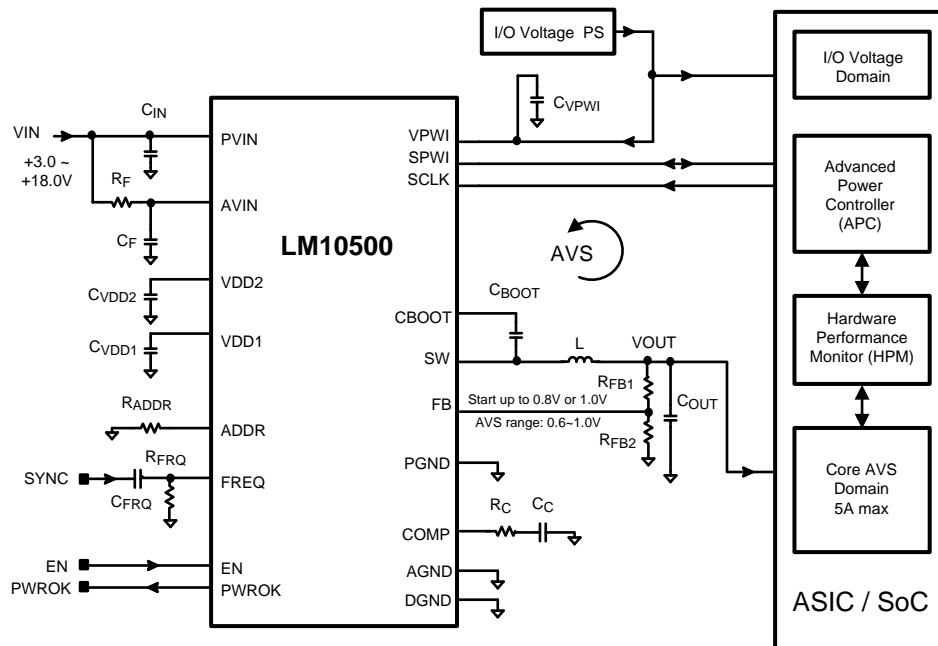 I/O Voltage PS
I/O Voltage
Domain
CVPWI
CIN
VIN
+3.0 ~
+18.0V
PVIN
VPWI
SPWI
SCLK
RF
AVIN
CF
LM10500
AVS
Advanced
Power
Controller
(APC)
VDD2
CVDD2
CBOOT
CBOOT
VDD1
CVDD1
SW
L
VOUT
Hardware
Performance
Monitor (HPM)
RFB1
FB
Start up to 0.8V or 1.0V
AVS range: 0.6~1.0V
COUT
RFB2
RADDR
ADDR
RFRQ
SYNC
CFRQ
FREQ
PGND
Core AVS
Domain
5A max
RC
CC
COMP
EN
EN
PWROK
PWROK
AGND
DGND
ASIC / SoC